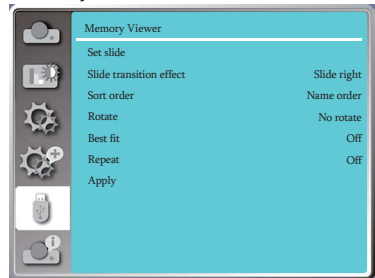 Memory Viewer
Set slide
Slide transition effect Slide right
Sort order Name order
Rotate No rotate
Best fit Off
Repeat Off
Apply